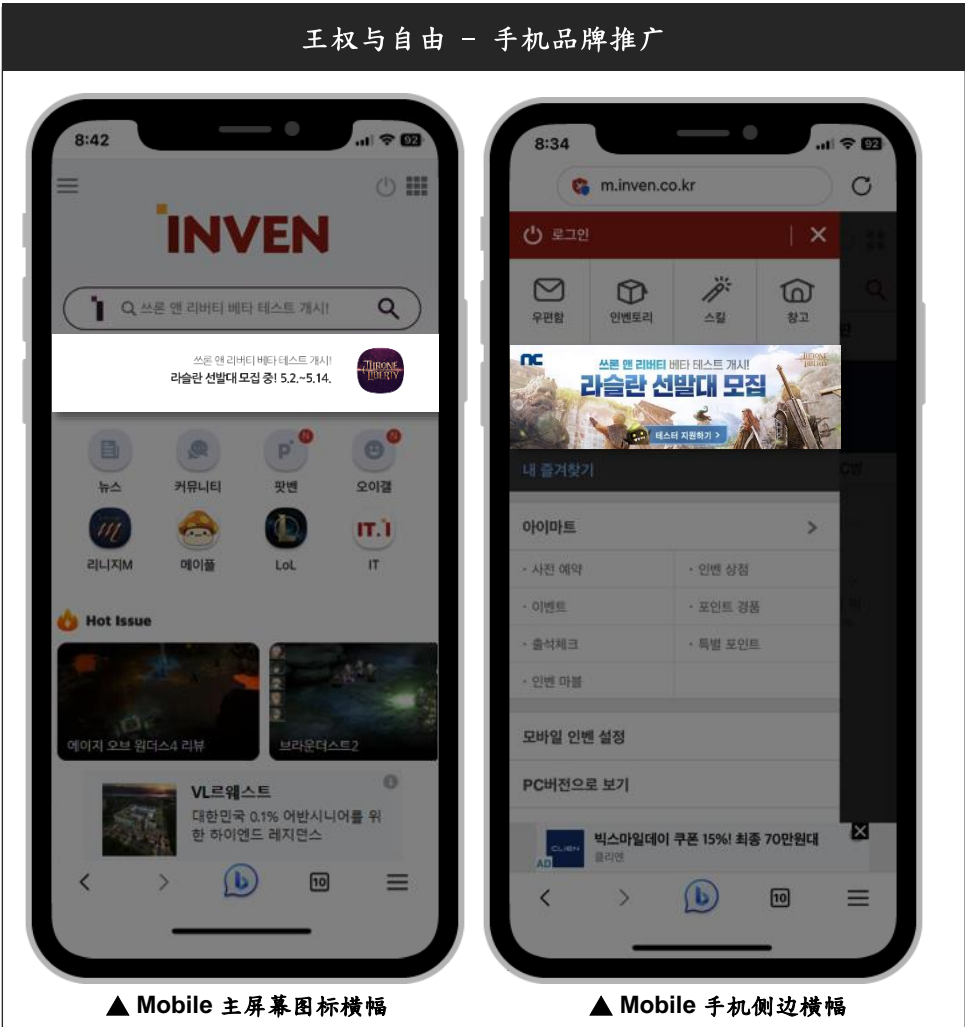 王权与自由 – 手机品牌推广
8:42
92
INVEN
쓰론 앤 리버티 베타 테스트 개시!
쓰론 앤 리버티 베타 테스트 개시!
라슬란 선발대 모집 중! 5.2.~5.14.
THRONE
LIBERTY
P
N
N
뉴스
커뮤니티
팟벤
오이갤
m
L
IT.i
리니지M
메이플
LoL
IT
Hot Issue
에이지 오브 원더스4 리뷰
브라운더스트2
VL르웨스트
대한민국 0.1% 어반시니어를 위
한 하이엔드 레지던스
10
▲ Mobile 主屏幕图标横幅
8:34
92
m.inven.co.kr
로그인
우편함
인벤토리
스킬
창고
NC
쓰론 앤 리버티 베타 테스트 개시!
라슬란 선발대 모집
테스터 지원하기 >
THRONE
LIBERTY
내 즐겨찾기
아이마트
· 사전 예약
· 인벤 상점
· 이벤트
· 포인트 경품
· 출석체크
· 특별 포인트
· 인벤 마블
모바일 인벤 설정
PC버전으로 보기
CLIEN
AD
빅스마일데이 쿠폰 15%! 최종 70만원대
클리앙
10
▲ Mobile 手机侧边横幅